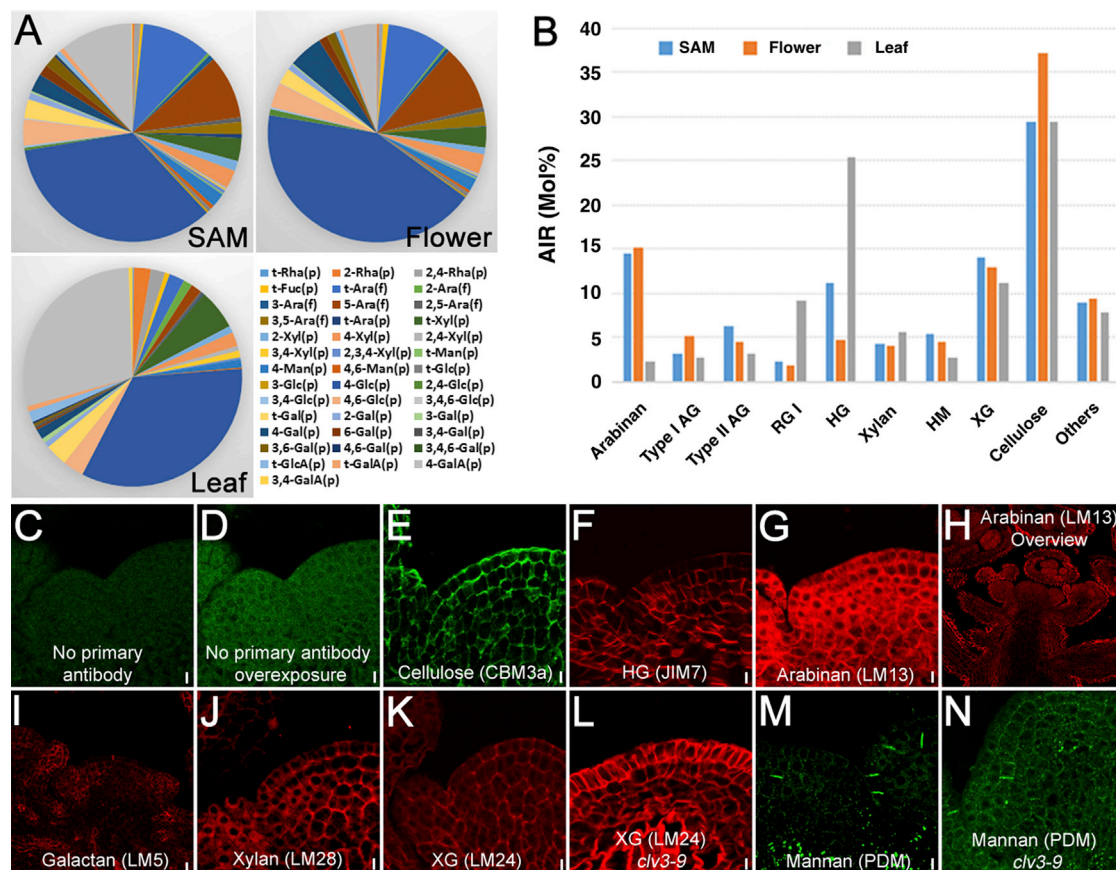 A
SAM
Flower
Leaf
t-Rha(p) 2-Rha(p) 2,4-Rha(p)
t-Fuc(p) t-Ara(f) 2-Ara(f)
3-Ara(f) 5-Ara(f) 2,5-Ara(f)
3,5-Ara(f) t-Ara(p) t-Xyl(p)
2-Xyl(p) 4-Xyl(p) 2,4-Xyl(p)
3,4-Xyl(p) 2,3,4-Xyl(p) t-Man(p)
4-Man(p) 4,6-Man(p) t-Glc(p)
3-Glc(p) 4-Glc(p) 2,4-Glc(p)
3,4-Glc(p) 4,6-Glc(p) 3,4,6-Glc(p)
t-Gal(p) 2-Gal(p) 3-Gal(p)
4-Gal(p) 6-Gal(p) 3,4-Gal(p)
3,6-Gal(p) 4,6-Gal(p) 3,4,6-Gal(p)
t-GlcA(p) t-GalA(p) 4-GalA(p)
3,4-GalA(p)
B
SAM Flower Leaf
AIR (Mol%)
40
35
30
25
20
15
10
5
0
Arabinan
Type I AG
Type II AG
RG I
HG
Xylan
HM
XG
Cellulose
Others
C
No primary
antibody
D
No primary antibody
overexposure
E
Cellulose (CBM3a)
F
HG (JIM7)
G
Arabinan (LM13)
H
Arabinan (LM13)
Overview
I
Galactan (LM5)
J
Xylan (LM28)
K
XG (LM24)
L
XG (LM24)
clv3-9
M
Mannan (PDM)
N
Mannan (PDM)
clv3-9